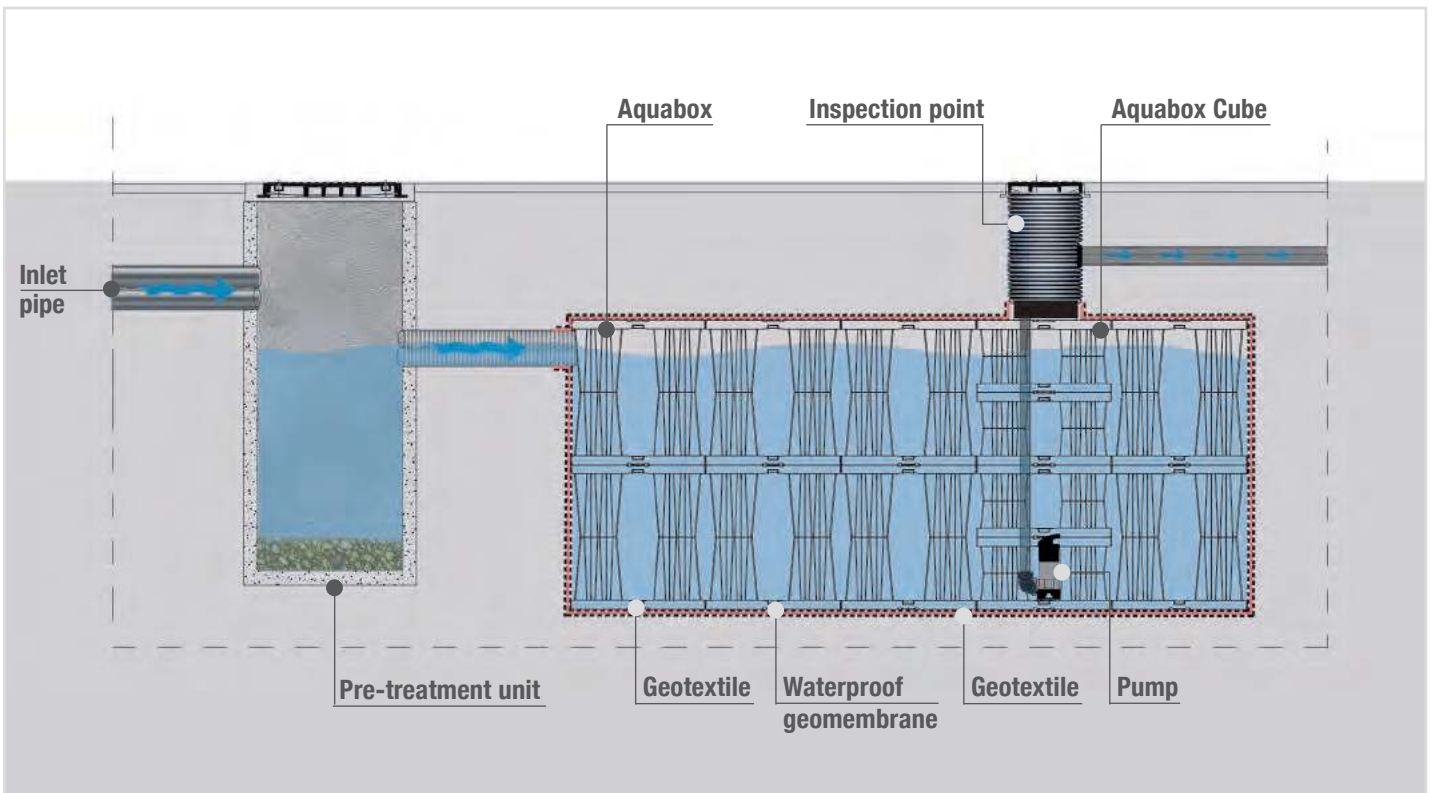 Aquabox
Inspection point
Aquabox Cube
Inlet
pipe
Pre-treatment unit
Geotextile
Waterproof
geomembrane
Geotextile
Pump